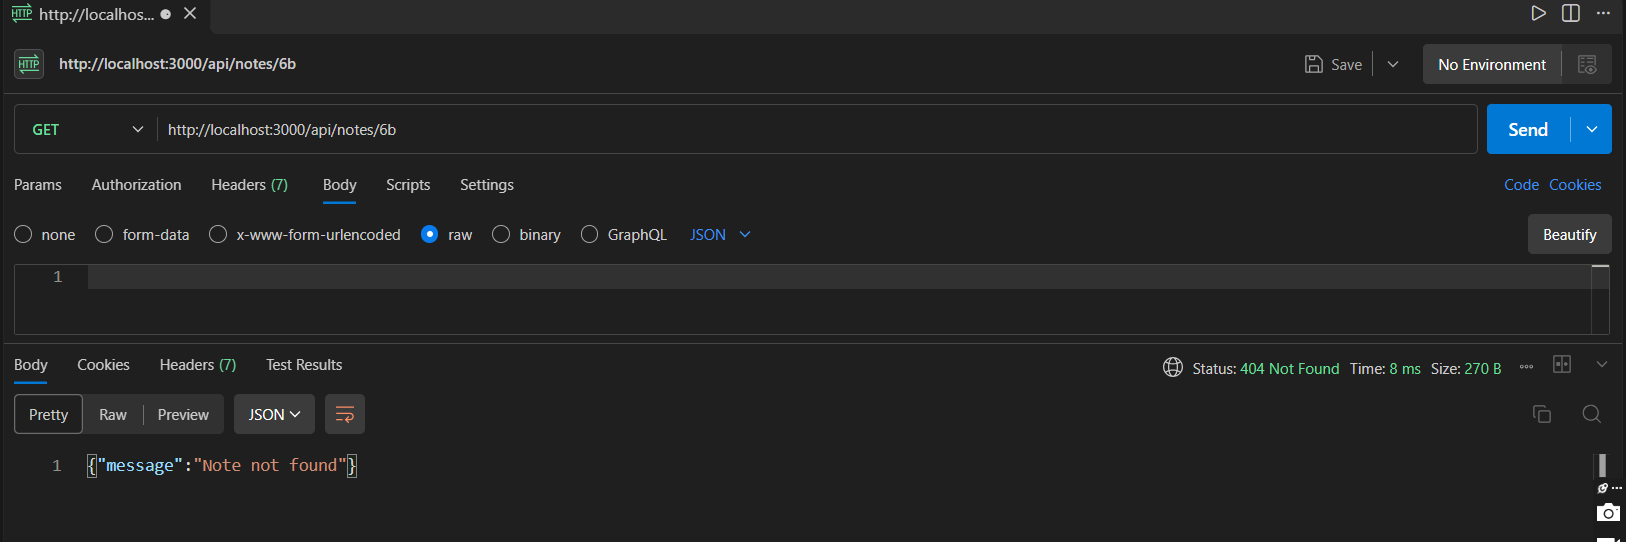 HTTP http://localhos...
HTTP http://localhost:3000/api/notes/6b Save No Environment
GET http://localhost:3000/api/notes/6b Send
Params Authorization Headers (7) Body Scripts Settings Code Cookies
none form-data x-www-form-urlencoded raw binary GraphQL JSON Beautify
1
Body Cookies Headers (7) Test Results Status: 404 Not Found Time: 8 ms Size: 270 B
Pretty Raw Preview JSON
1 {"message":"Note not found"}